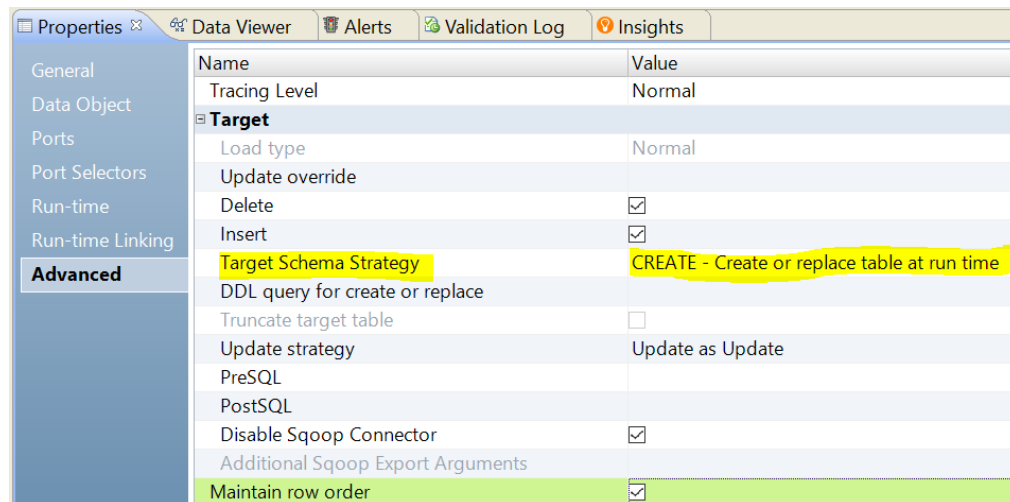 Properties Data Viewer Alerts Validation Log Insights
General
Data Object
Ports
Port Selectors
Run-time
Run-time Linking
Advanced
Name Value
Tracing Level Normal
Target
Load type Normal
Update override
Delete
Insert
Target Schema Strategy CREATE - Create or replace table at run time
DDL query for create or replace
Truncate target table
Update strategy Update as Update
PreSQL
PostSQL
Disable Sqoop Connector
Additional Sqoop Export Arguments
Maintain row order